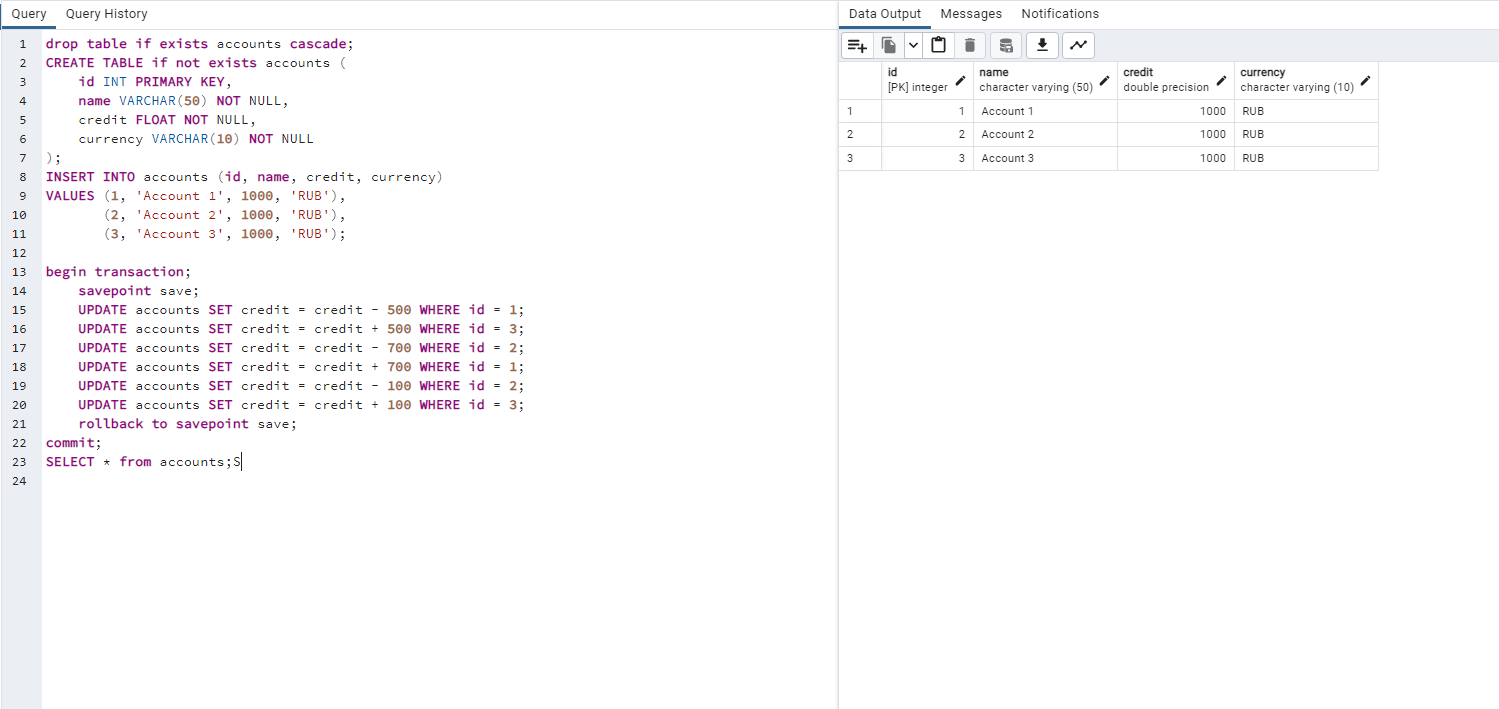 Query Query History
1 drop table if exists accounts cascade;
2 CREATE TABLE if not exists accounts (
3 id INT PRIMARY KEY,
4 name VARCHAR(50) NOT NULL,
5 credit FLOAT NOT NULL,
6 currency VARCHAR(10) NOT NULL
7 );
8 INSERT INTO accounts (id, name, credit, currency)
9 VALUES (1, 'Account 1', 1000, 'RUB'),
10 (2, 'Account 2', 1000, 'RUB'),
11 (3, 'Account 3', 1000, 'RUB');
12
13 begin transaction;
14 savepoint save;
15 UPDATE accounts SET credit = credit - 500 WHERE id = 1;
16 UPDATE accounts SET credit = credit + 500 WHERE id = 3;
17 UPDATE accounts SET credit = credit - 700 WHERE id = 2;
18 UPDATE accounts SET credit = credit + 700 WHERE id = 1;
19 UPDATE accounts SET credit = credit - 100 WHERE id = 2;
20 UPDATE accounts SET credit = credit + 100 WHERE id = 3;
21 rollback to savepoint save;
22 commit;
23 SELECT * from accounts;S
24
Data Output Messages Notifications
id name credit currency
[PK] integer character varying (50) double precision character varying (10)
1 1 Account 1 1000 RUB
2 2 Account 2 1000 RUB
3 3 Account 3 1000 RUB